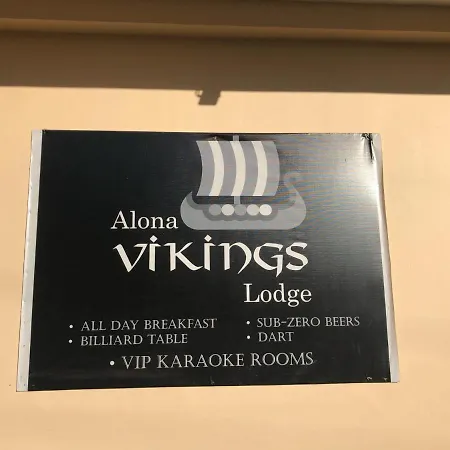 Alona
VIKINGS
Lodge
• ALL DAY BREAKFAST • SUB-ZERO BEERS
• BILLIARD TABLE • DART
• VIP KARAOKE ROOMS